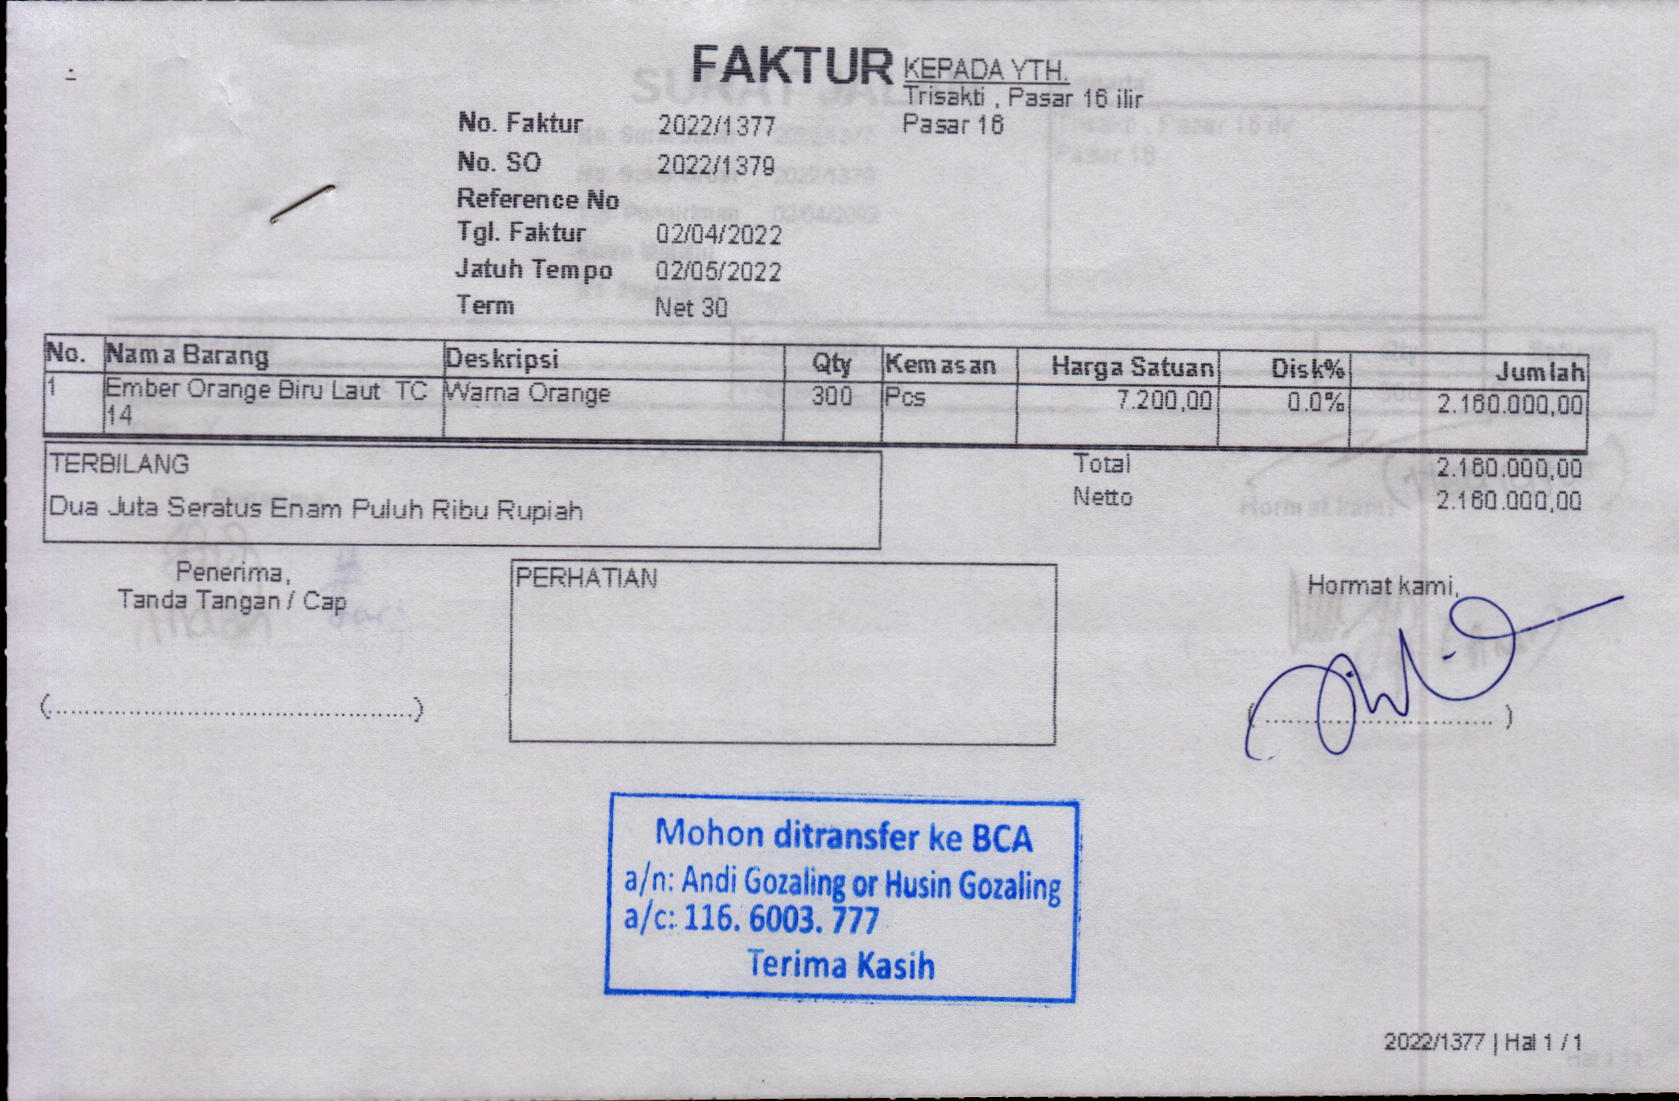 FAKTUR
KEPADA YTH.
Trisakti , Pasar 16 ilir
Pasar 16
No. Faktur 2022/1377
No. SO 2022/1379
Reference No
Tgl. Faktur 02/04/2022
Jatuh Tempo 02/05/2022
Term Net 30
No. Nama Barang Deskripsi Qty Kemasan Harga Satuan Disk% Jumlah
1 Ember Orange Biru Laut TC 14 Warna Orange 300 Pcs 7.200,00 0.0% 2.160.000,00
TERBILANG
Dua Juta Seratus Enam Puluh Ribu Rupiah
Total 2.160.000,00
Netto 2.160.000,00
Penerima,
Tanda Tangan / Cap
(..................................................)
PERHATIAN
Hormat kami,
(................................ )
Mohon ditransfer ke BCA
a/n: Andi Gozaling or Husin Gozaling
a/c: 116. 6003. 777
Terima Kasih
2022/1377 | Hal 1 / 1